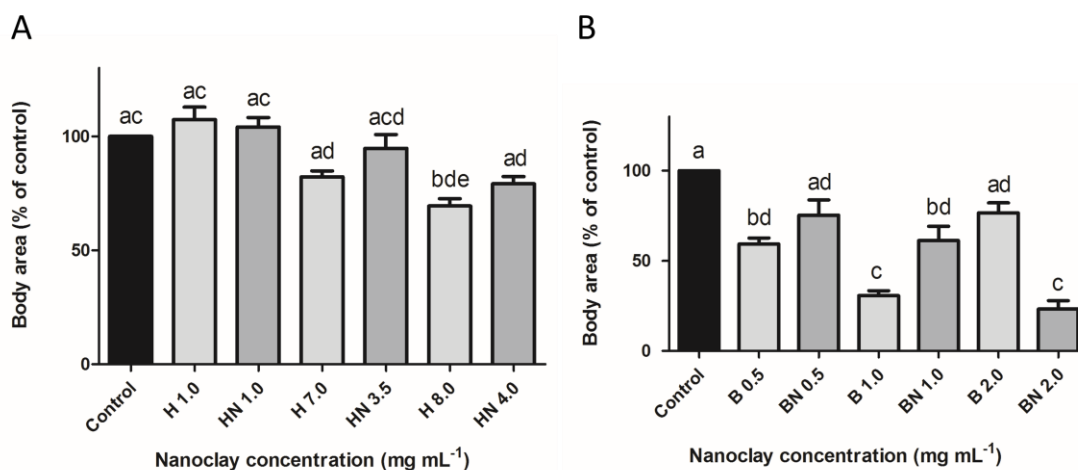 A
Body area (% of control)
100
50
0
ac
ac
ac
ad
acd
bde
ad
Control
H 1.0
HN 1.0
H 7.0
HN 3.5
H 8.0
HN 4.0
Nanoclay concentration (mg mL⁻¹)
B
Body area (% of control)
100
50
0
a
bd
ad
c
bd
ad
c
Control
B 0.5
BN 0.5
B 1.0
BN 1.0
B 2.0
BN 2.0
Nanoclay concentration (mg mL⁻¹)